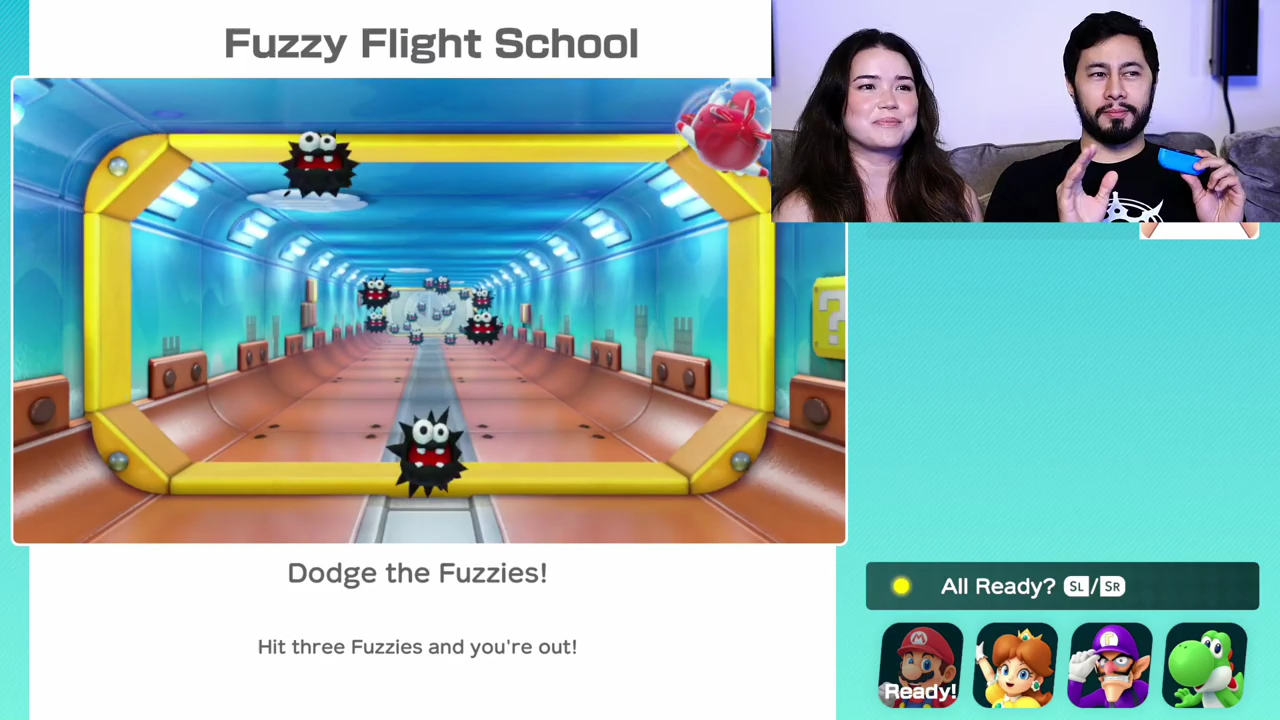 Fuzzy Flight School
Dodge the Fuzzies!
Hit three Fuzzies and you're out!
All Ready? SL/SR
Ready!